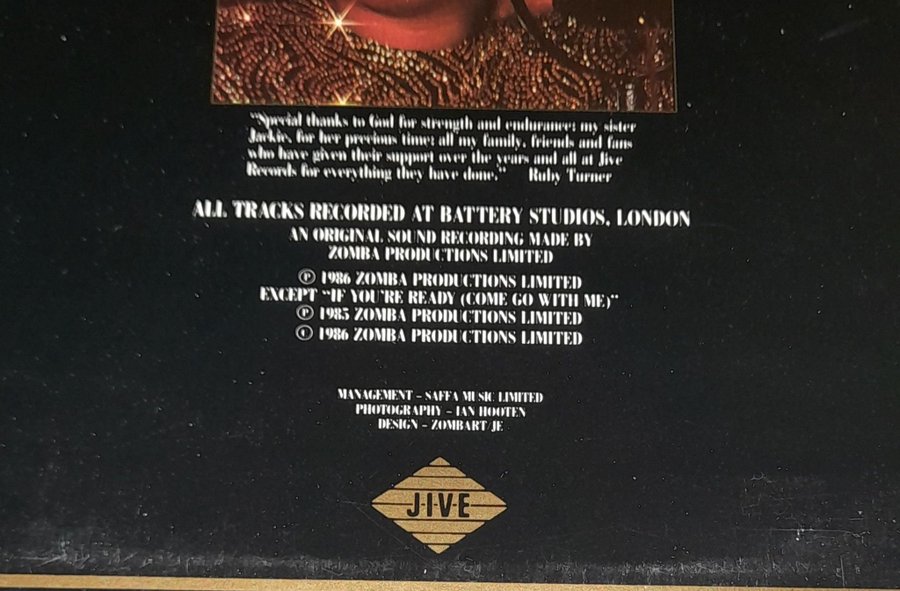 "Special thanks to God for strength and endurance; my sister
Jackie, for her precious time; all my family, friends and fans
who have given their support over the years and all at Jive
Records for everything they have done." Ruby Turner
ALL TRACKS RECORDED AT BATTERY STUDIOS, LONDON
AN ORIGINAL SOUND RECORDING MADE BY
ZOMBA PRODUCTIONS LIMITED
℗ 1986 ZOMBA PRODUCTIONS LIMITED
EXCEPT "IF YOU'RE READY (COME GO WITH ME)"
℗ 1985 ZOMBA PRODUCTIONS LIMITED
© 1986 ZOMBA PRODUCTIONS LIMITED
MANAGEMENT – SAFFA MUSIC LIMITED
PHOTOGRAPHY – IAN HOOTEN
DESIGN – ZOMBART JE
J·I·V·E